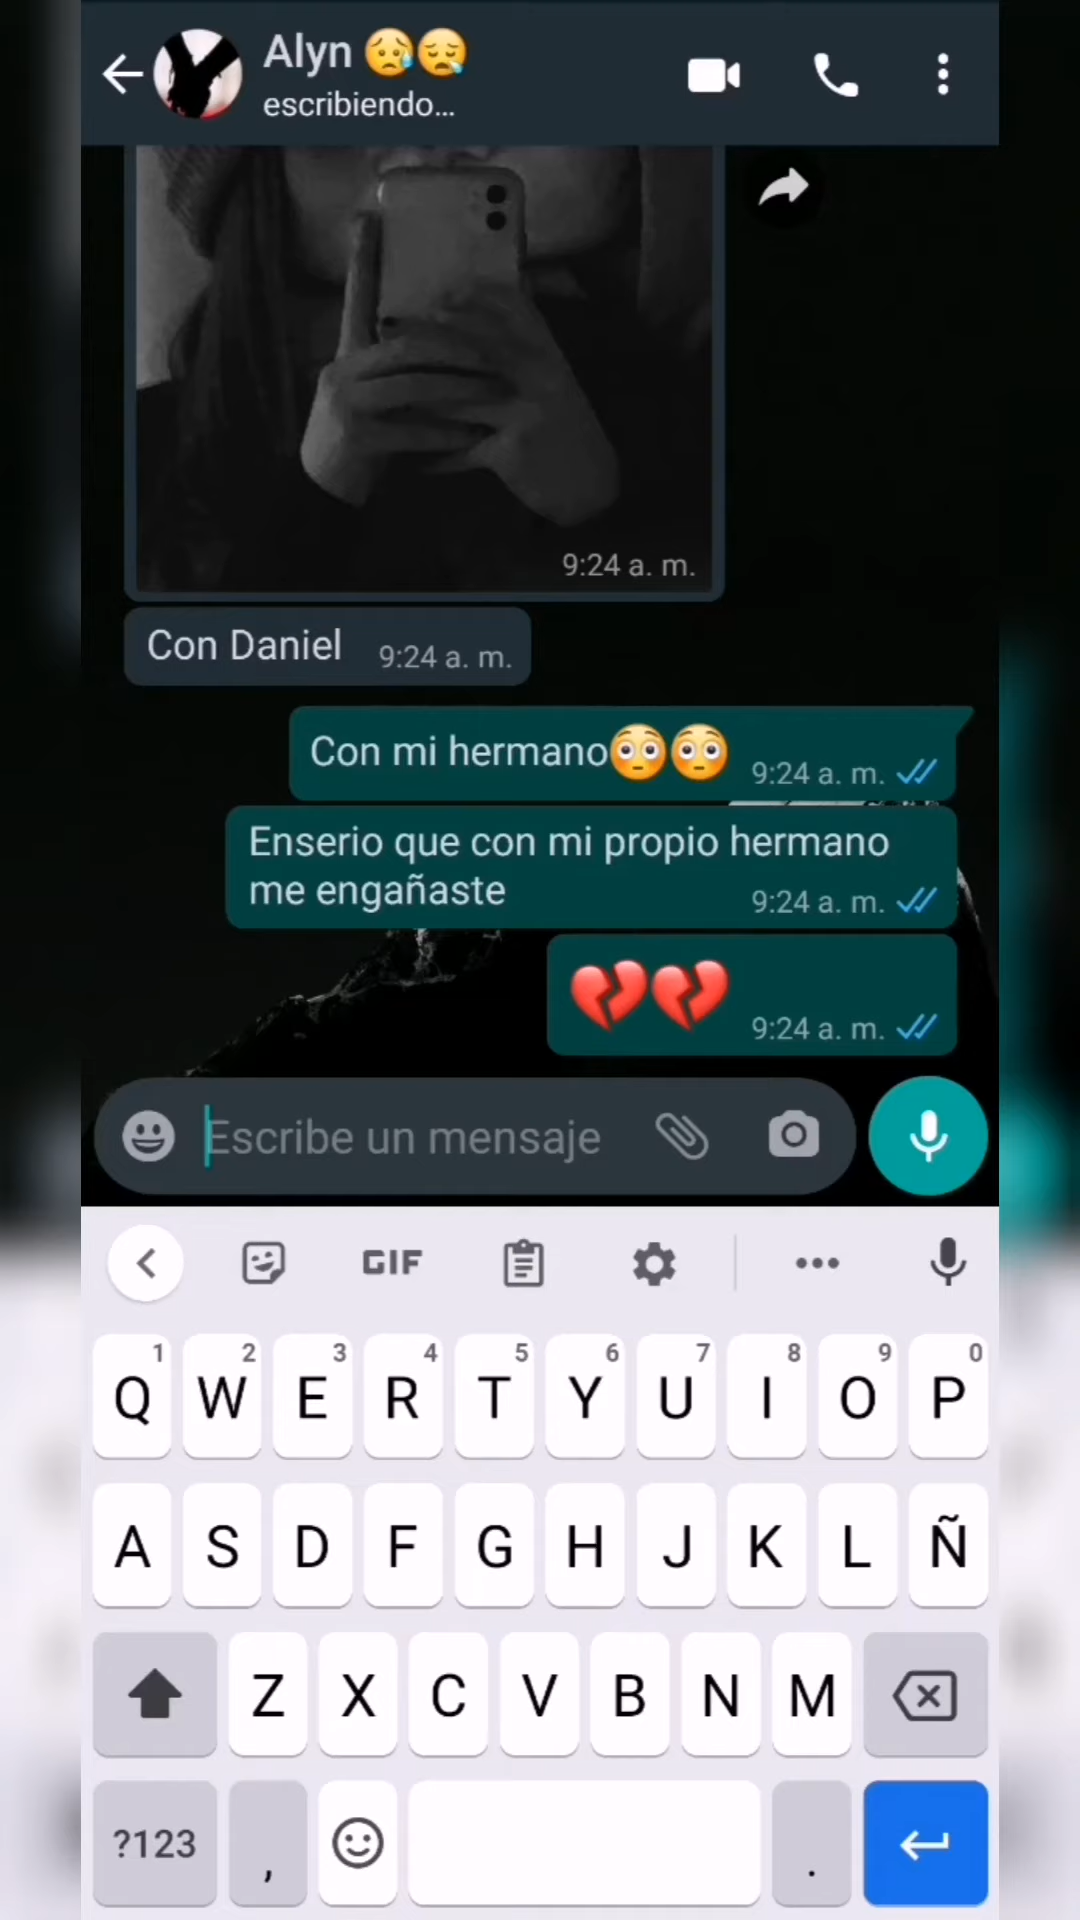 Alyn 😥😪
escribiendo...
9:24 a. m.
Con Daniel 9:24 a. m.
Con mi hermano😳😳 9:24 a. m.
Enserio que con mi propio hermano
me engañaste 9:24 a. m.
💔💔 9:24 a. m.
Escribe un mensaje
GIF
1 2 3 4 5 6 7 8 9 0
Q W E R T Y U I O P
A S D F G H J K L Ñ
Z X C V B N M
?123 , .